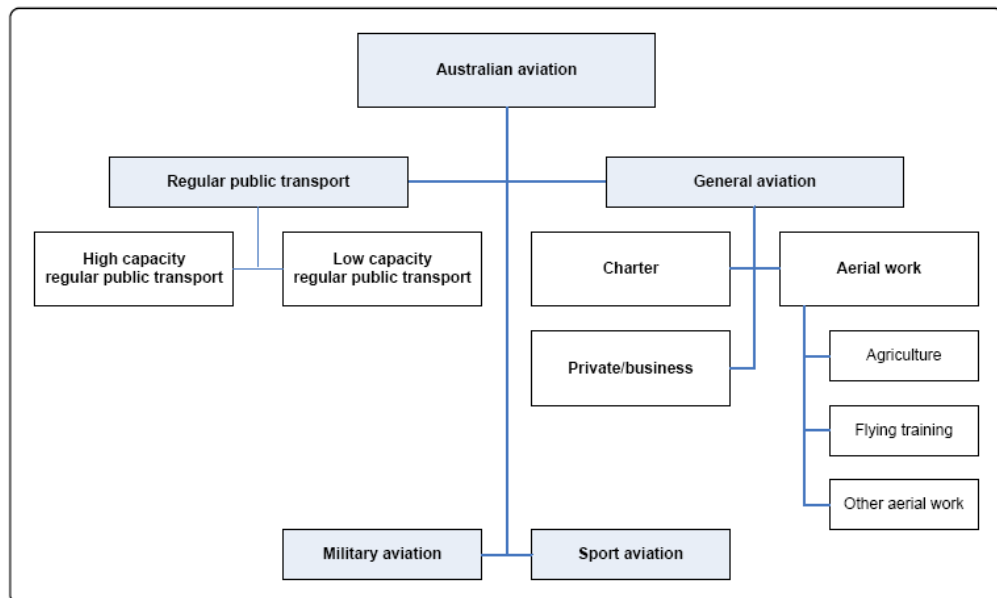 Australian aviation
Regular public transport
General aviation
High capacity
regular public transport
Low capacity
regular public transport
Charter
Aerial work
Private/business
Agriculture
Flying training
Other aerial work
Military aviation
Sport aviation